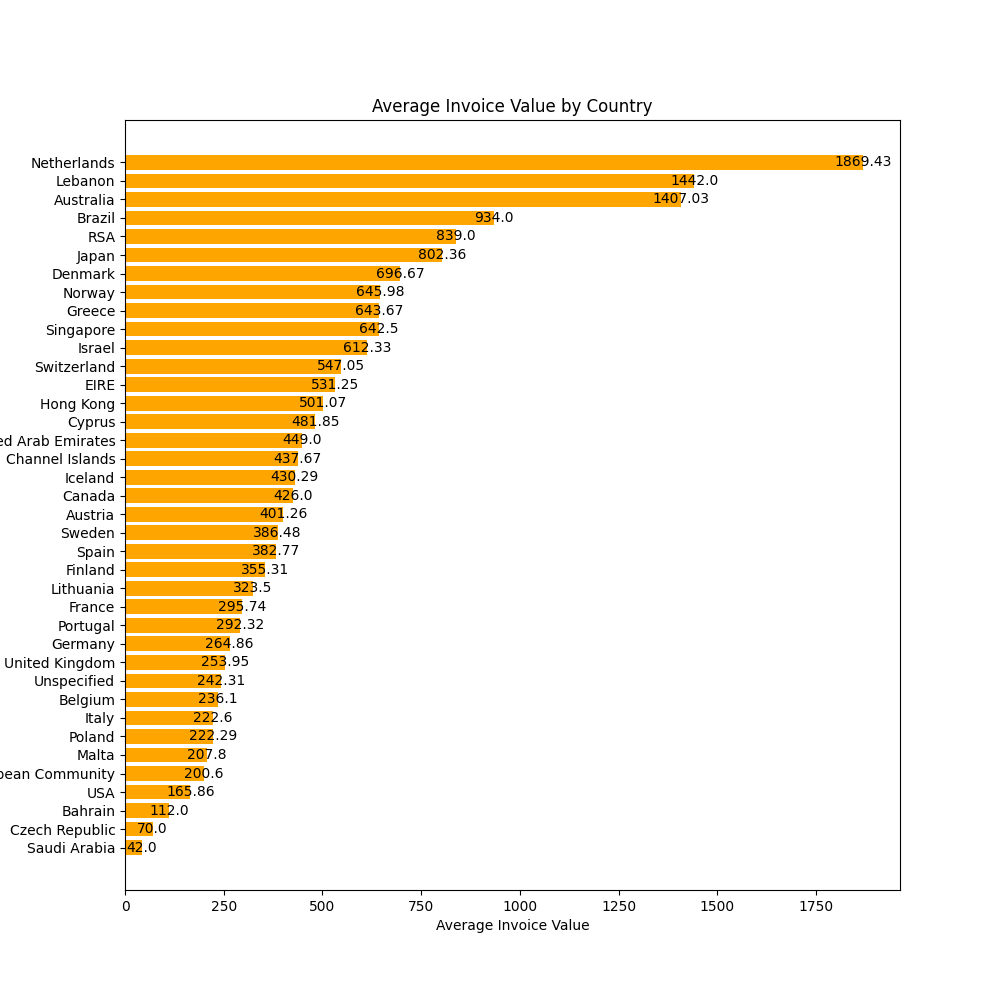 Average Invoice Value by Country
Netherlands 1869.43
Lebanon 1442.0
Australia 1407.03
Brazil 934.0
RSA 839.0
Japan 802.36
Denmark 696.67
Norway 645.98
Greece 643.67
Singapore 642.5
Israel 612.33
Switzerland 547.05
EIRE 531.25
Hong Kong 501.07
Cyprus 481.85
ed Arab Emirates 449.0
Channel Islands 437.67
Iceland 430.29
Canada 426.0
Austria 401.26
Sweden 386.48
Spain 382.77
Finland 355.31
Lithuania 323.5
France 295.74
Portugal 292.32
Germany 264.86
United Kingdom 253.95
Unspecified 242.31
Belgium 236.1
Italy 222.6
Poland 222.29
Malta 207.8
pean Community 200.6
USA 165.86
Bahrain 112.0
Czech Republic 70.0
Saudi Arabia 42.0
0 250 500 750 1000 1250 1500 1750
Average Invoice Value